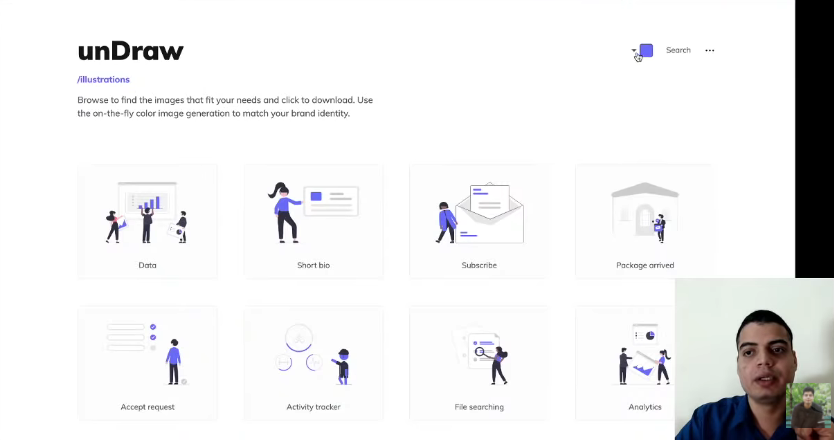 unDraw
Search
/illustrations
Browse to find the images that fit your needs and click to download. Use
the on-the-fly color image generation to match your brand identity.
Data
Short bio
Subscribe
Package arrived
Accept request
Activity tracker
File searching
Analytics